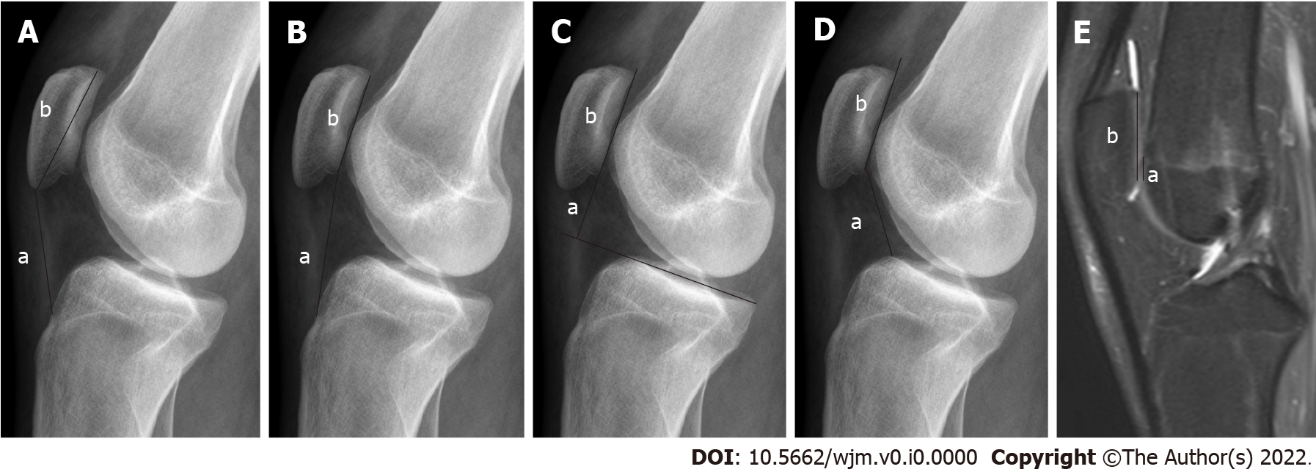 A B C D E
b b b b b
a a a a a
DOI: 10.5662/wjm.v0.i0.0000 Copyright ©The Author(s) 2022.